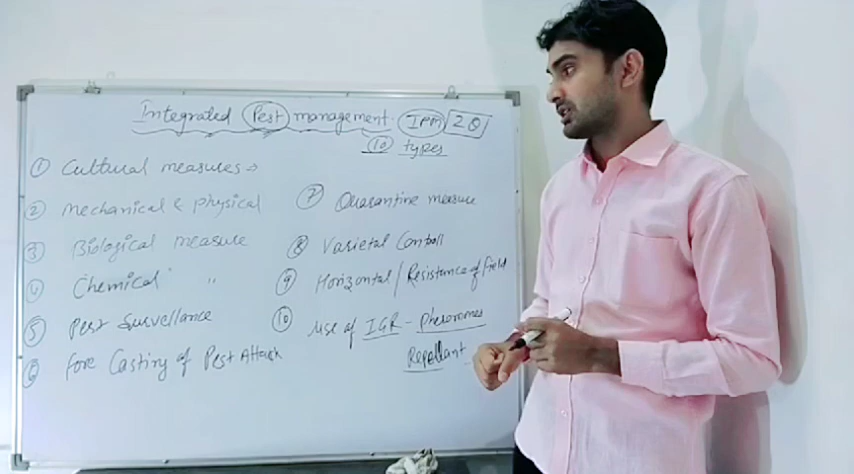 Integrated Pest management. IPM 2Q
10 types
1 Cultural measures →
2 Mechanical & physical
3 Biological measure
4 Chemical "
5 Pest Survellance
6 Fore Casting of Pest Attack
7 Quarantine measure
8 Varietal Controll
9 Horizontal / Resistance of field
10 Use of IGR - Pheromones
Repellant